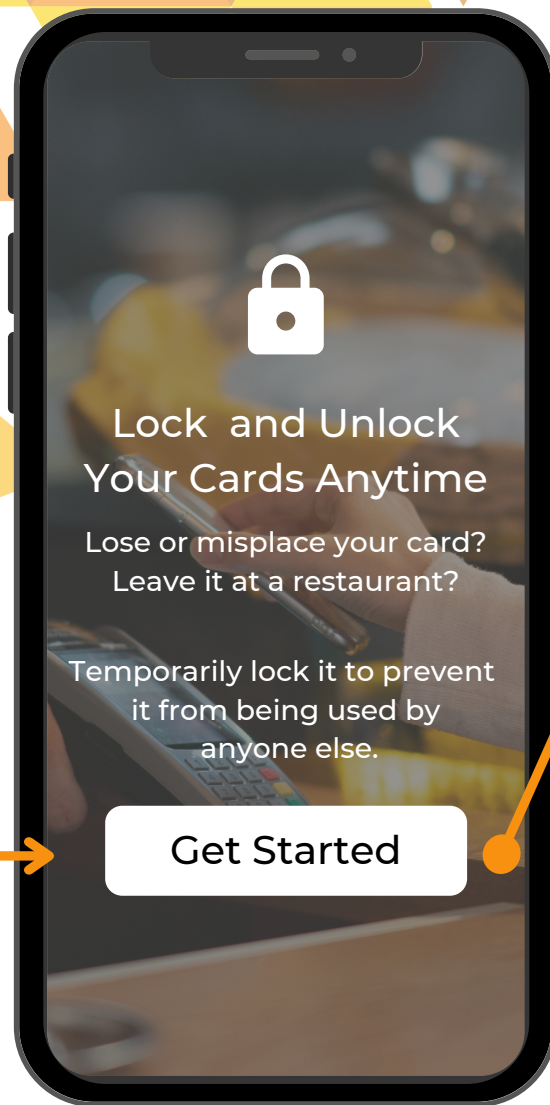 Lock and Unlock
Your Cards Anytime
Lose or misplace your card?
Leave it at a restaurant?
Temporarily lock it to prevent
it from being used by
anyone else.
Get Started